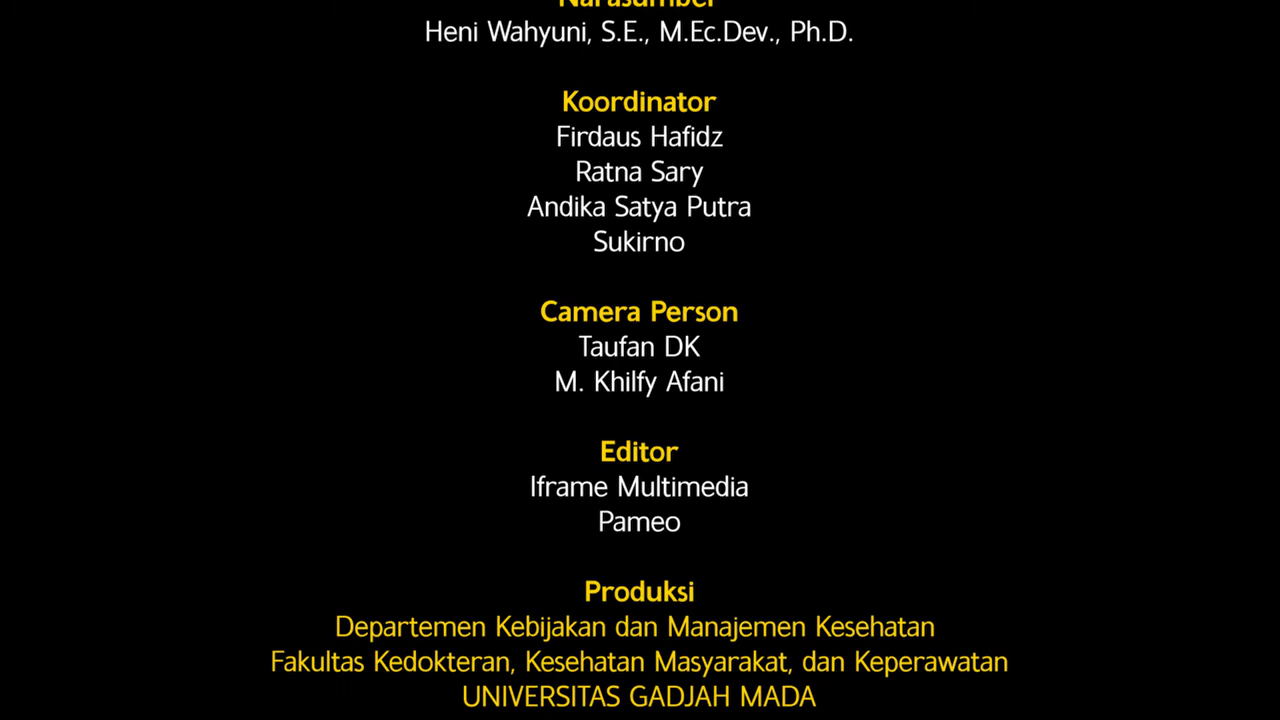 Narasumber
Heni Wahyuni, S.E., M.Ec.Dev., Ph.D.
Koordinator
Firdaus Hafidz
Ratna Sary
Andika Satya Putra
Sukirno
Camera Person
Taufan DK
M. Khilfy Afani
Editor
Iframe Multimedia
Pameo
Produksi
Departemen Kebijakan dan Manajemen Kesehatan
Fakultas Kedokteran, Kesehatan Masyarakat, dan Keperawatan
UNIVERSITAS GADJAH MADA